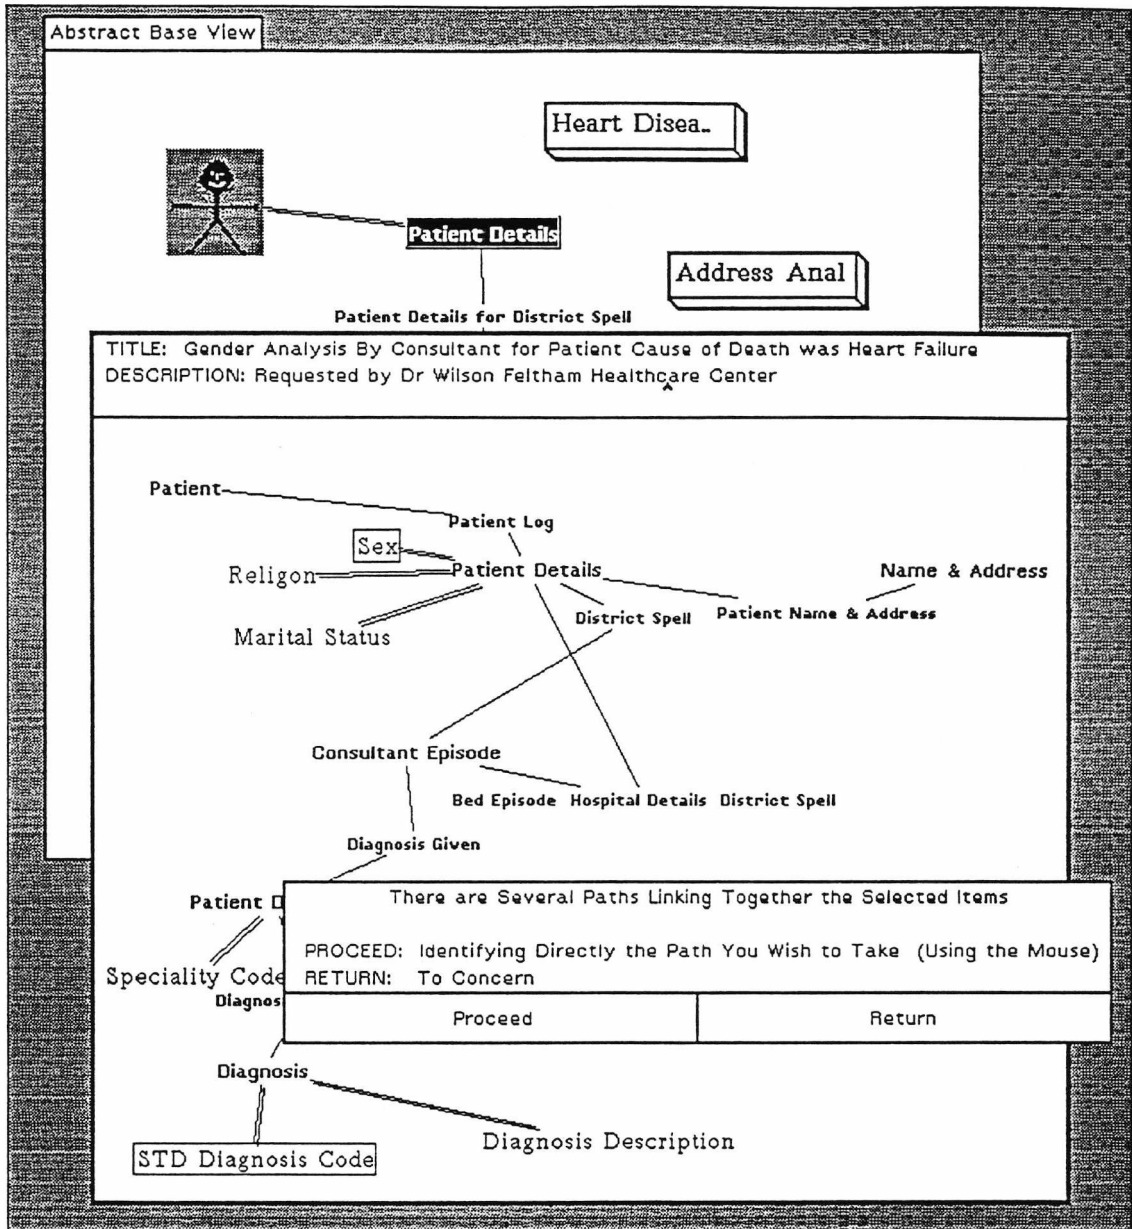 Abstract Base View
Heart Disea..
Patient Details
Address Anal
Patient Details for District Spell
TITLE: Gender Analysis By Consultant for Patient Cause of Death was Heart Failure
DESCRIPTION: Requested by Dr Wilson Feltham Healthcare Center
Patient
Patient Log
Sex
Religon
Patient Details
Name & Address
Marital Status
District Spell
Patient Name & Address
Consultant Episode
Bed Episode Hospital Details District Spell
Diagnosis Given
Patient D
There are Several Paths Linking Together the Selected Items
PROCEED: Identifying Directly the Path You Wish to Take (Using the Mouse)
Speciality Code
RETURN: To Concern
Diagnos
Proceed
Return
Diagnosis
Diagnosis Description
STD Diagnosis Code